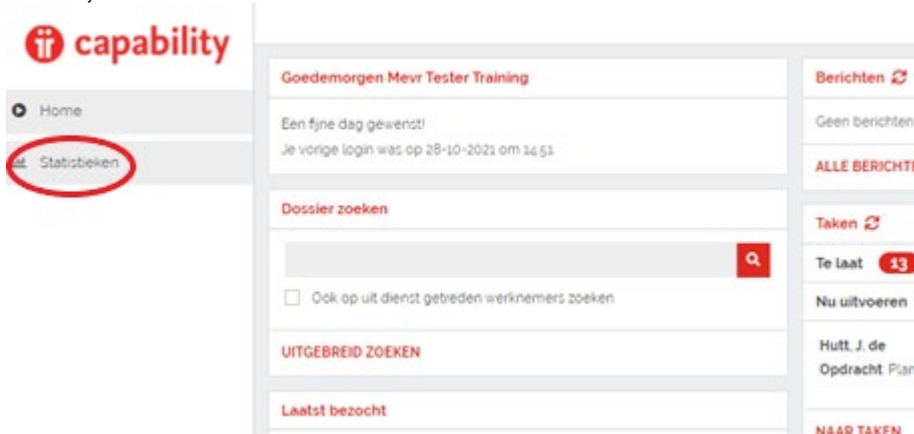 capability
Home
Statistieken
Goedemorgen Mevr Tester Training
Een fijne dag gewenst!
Je vorige login was op 28-10-2021 om 14:51
Dossier zoeken
Ook op uit dienst getreden werknemers zoeken
UITGEBREID ZOEKEN
Laatst bezocht
Berichten
Geen berichten
ALLE BERICHT
Taken
Te laat 13
Nu uitvoeren
Hutt, J. de
Opdracht Plan
NAAR TAKEN